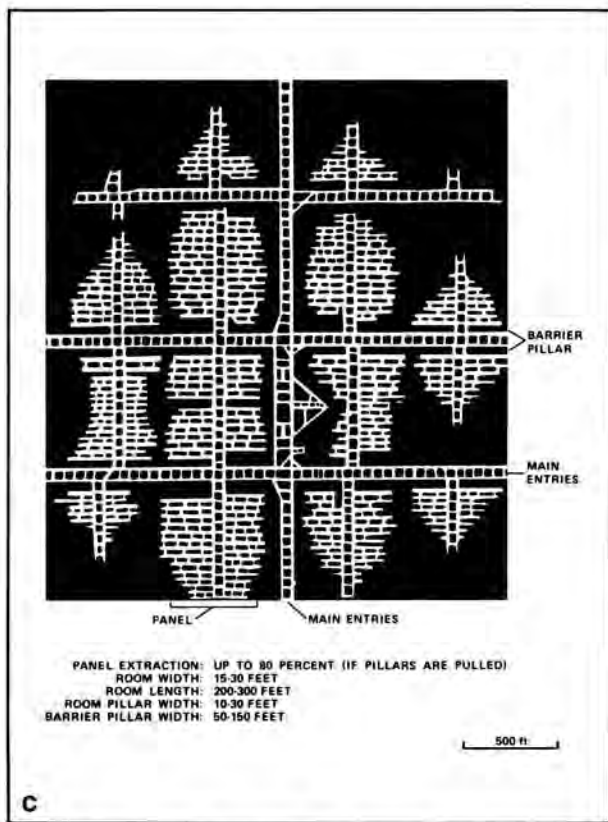 BARRIER
PILLAR
MAIN
ENTRIES
PANEL
MAIN ENTRIES
PANEL EXTRACTION: UP TO 80 PERCENT (IF PILLARS ARE PULLED)
ROOM WIDTH: 15-30 FEET
ROOM LENGTH: 200-300 FEET
ROOM PILLAR WIDTH: 10-30 FEET
BARRIER PILLAR WIDTH: 50-150 FEET
500 ft
C